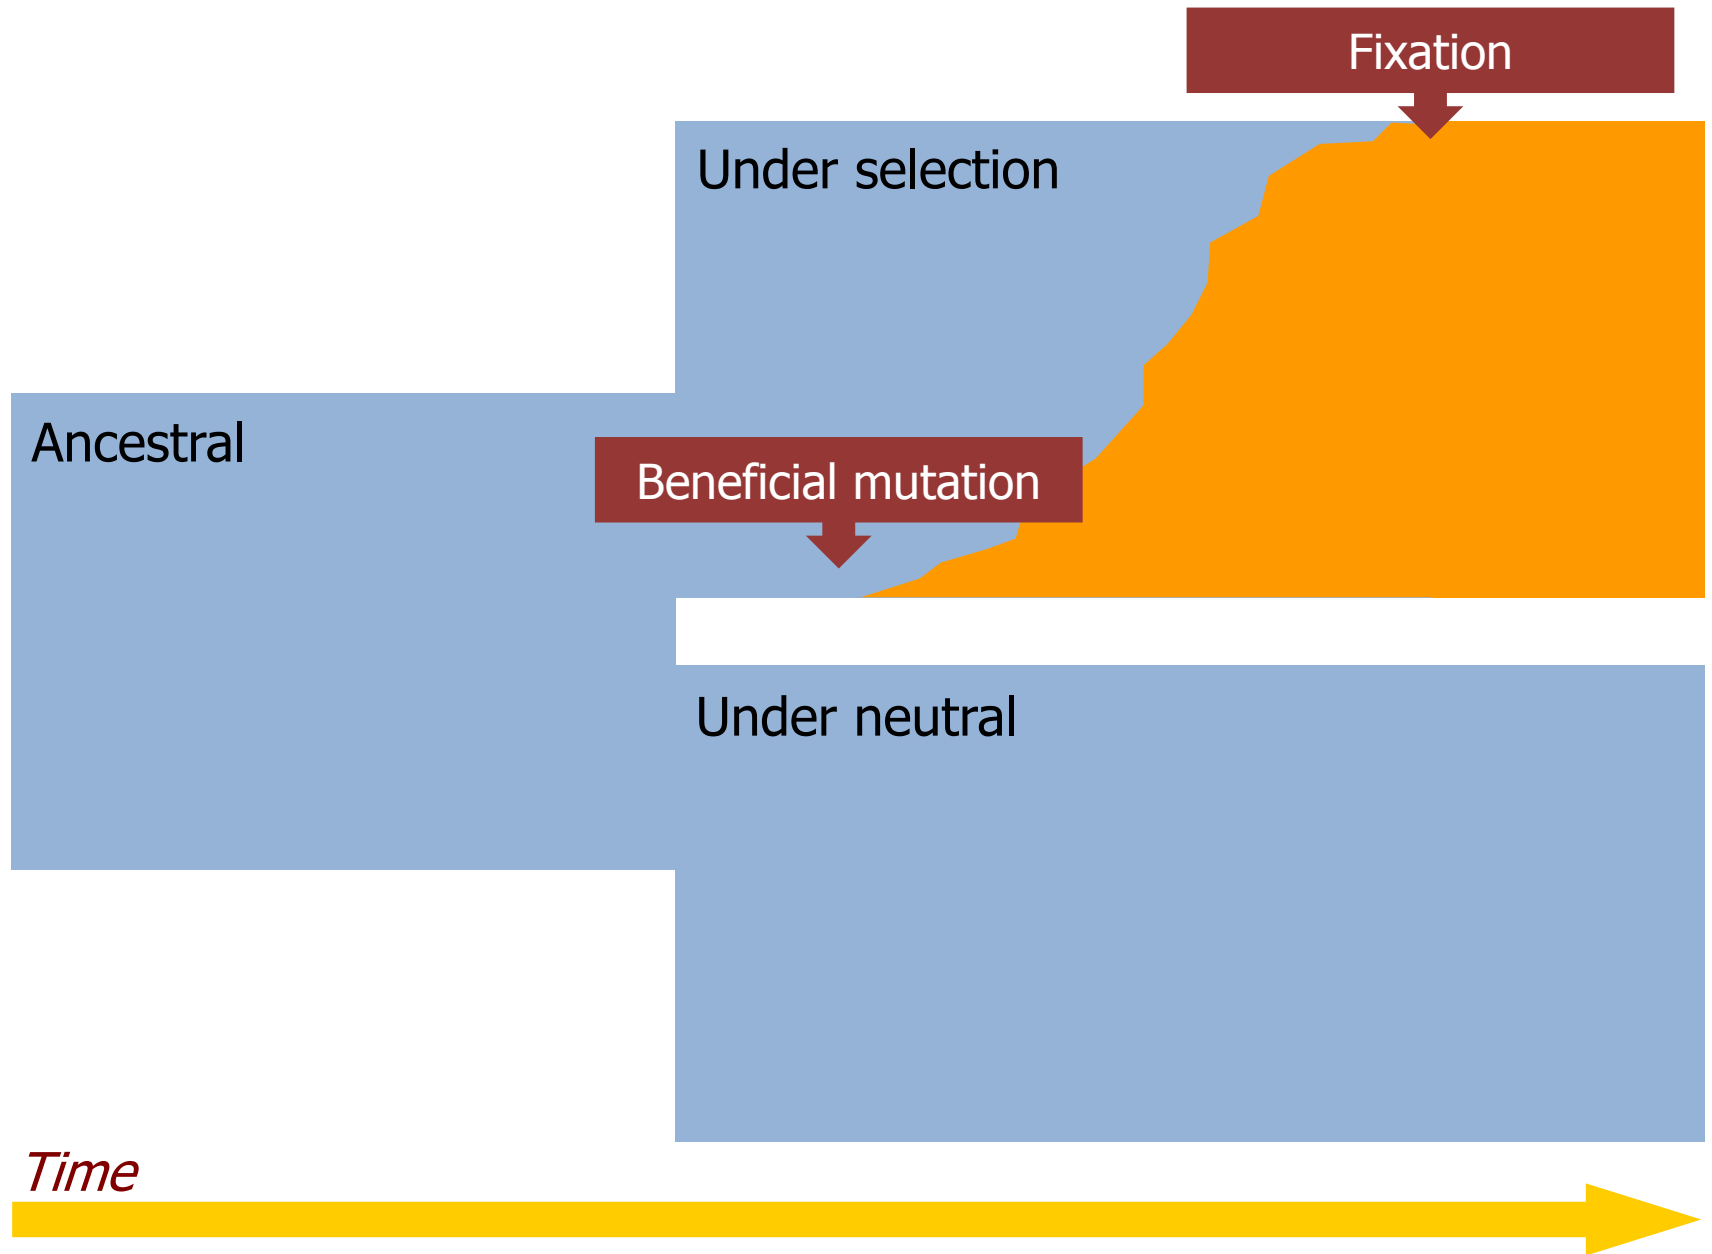 Fixation
Under selection
Ancestral
Beneficial mutation
Under neutral
Time